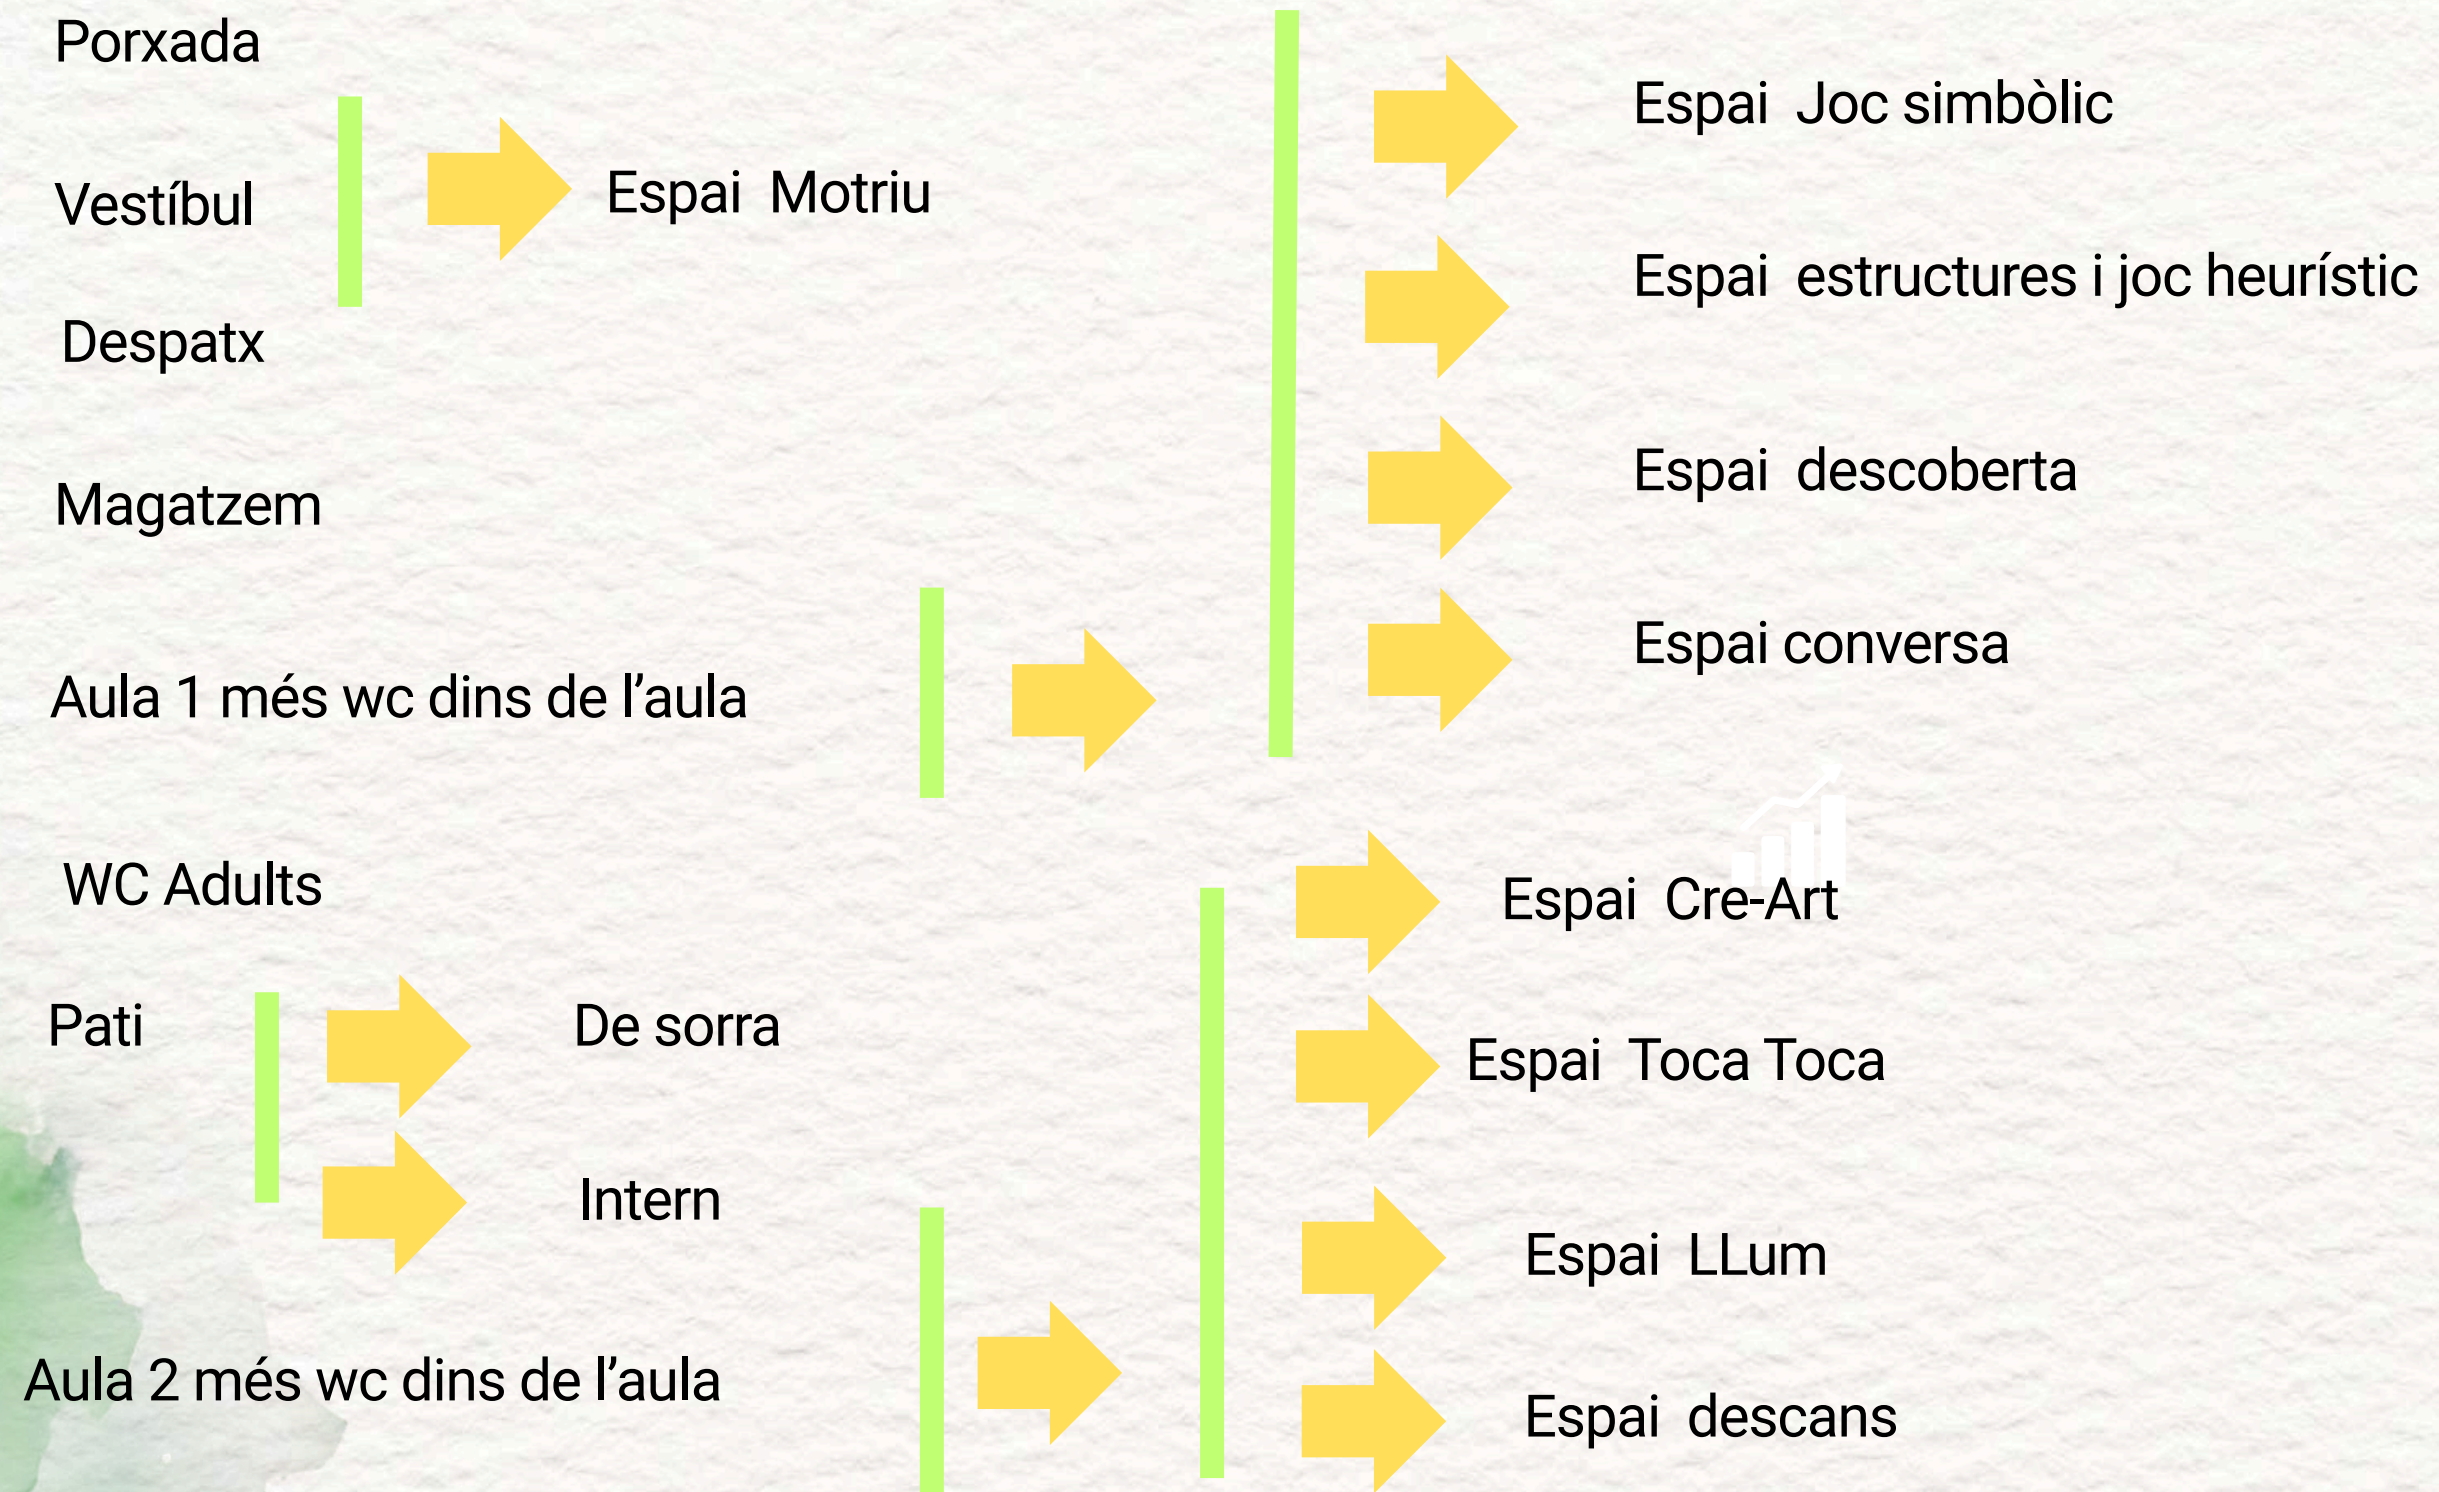 Porxada
Vestíbul
Espai Motriu
Despatx
Magatzem
Aula 1 més wc dins de l’aula
Espai Joc simbòlic
Espai estructures i joc heurístic
Espai descoberta
Espai conversa
WC Adults
Pati
De sorra
Intern
Aula 2 més wc dins de l’aula
Espai Cre-Art
Espai Toca Toca
Espai LLum
Espai descans